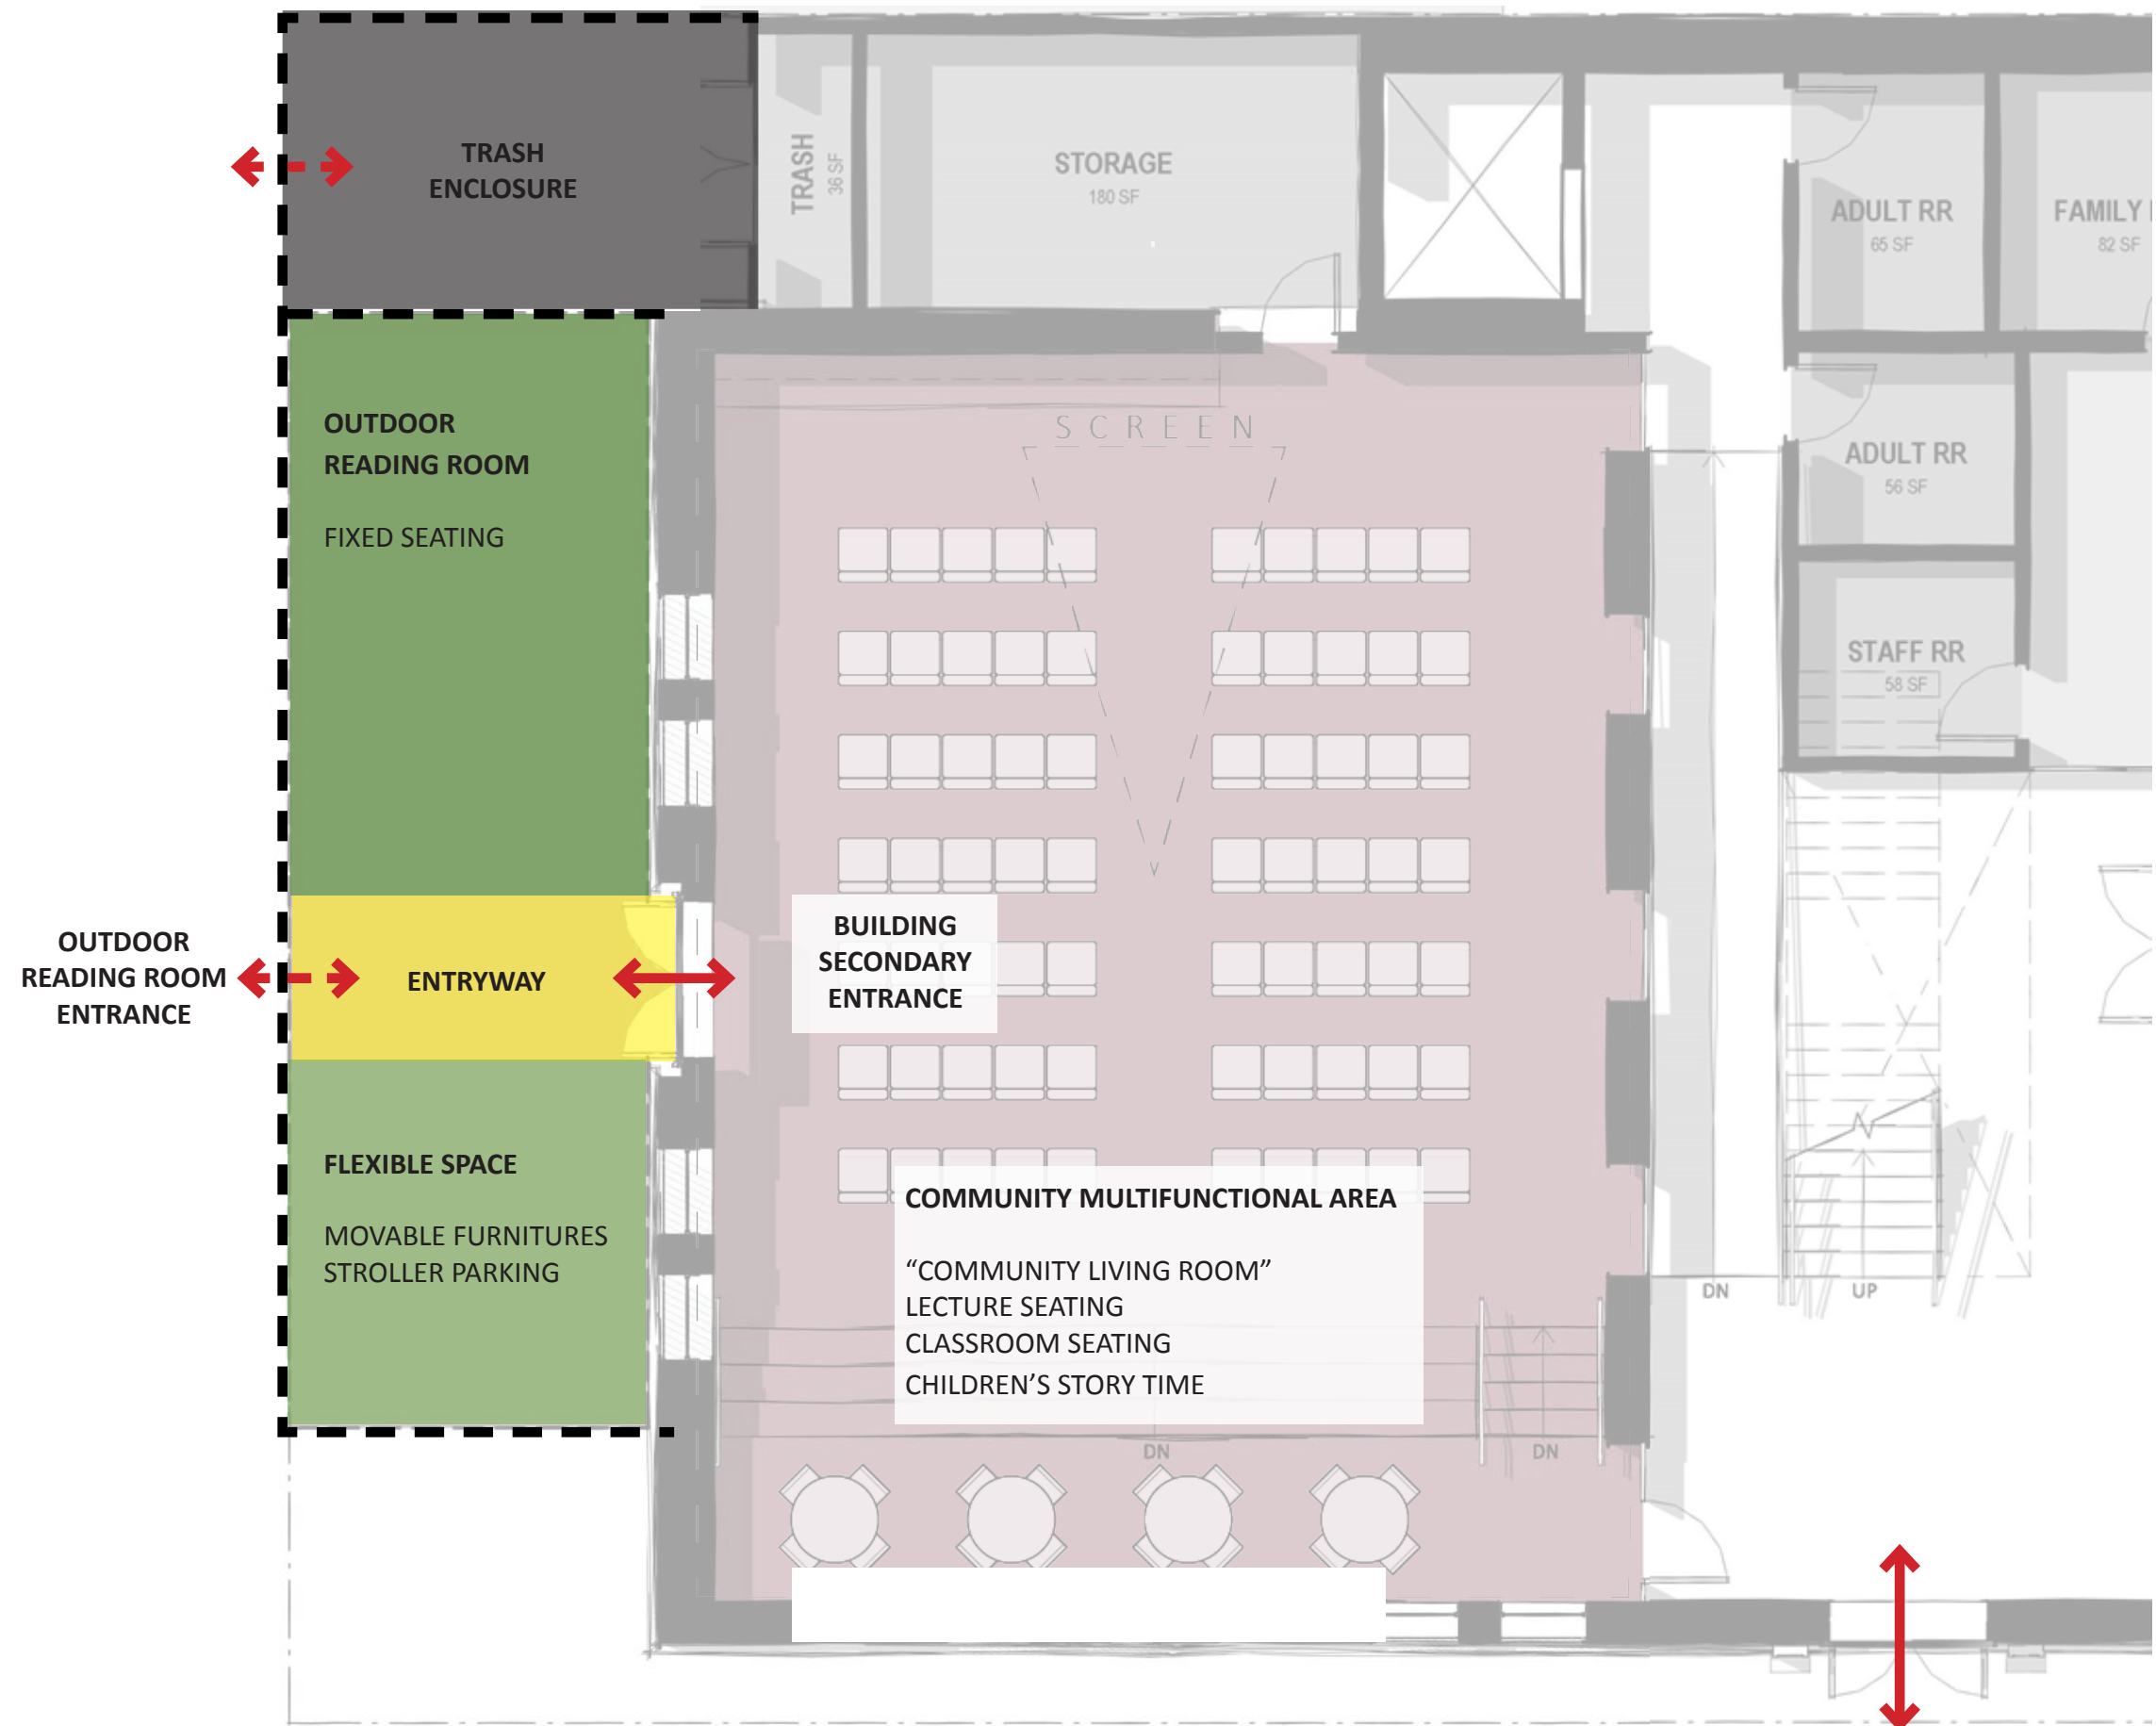 TRASH
ENCLOSURE
TRASH
36 SF
STORAGE
180 SF
ADULT RR
65 SF
FAMILY
82 SF
OUTDOOR
READING ROOM
FIXED SEATING
SCREEN
ADULT RR
56 SF
STAFF RR
58 SF
OUTDOOR
READING ROOM
ENTRANCE
ENTRYWAY
BUILDING
SECONDARY
ENTRANCE
FLEXIBLE SPACE
MOVABLE FURNITURES
STROLLER PARKING
COMMUNITY MULTIFUNCTIONAL AREA
“COMMUNITY LIVING ROOM”
LECTURE SEATING
CLASSROOM SEATING
CHILDREN’S STORY TIME
DN
UP
DN
DN